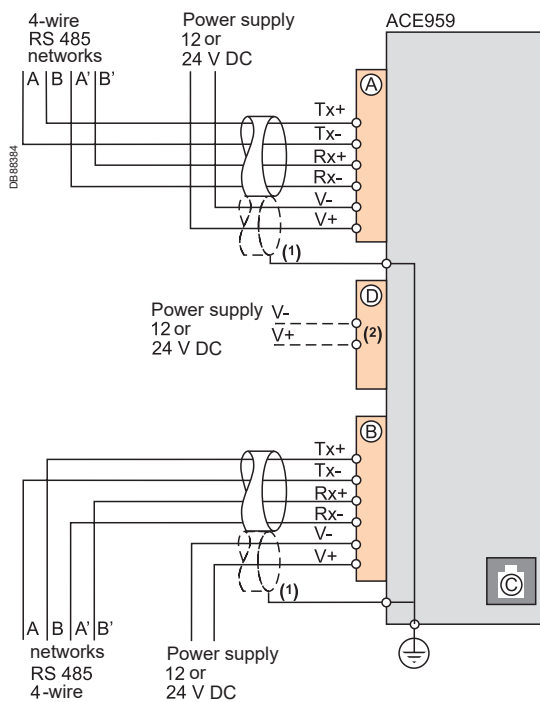 4-wire
RS 485
networks
Power supply
12 or
24 V DC
ACE959
A B A' B'
DB88384
A
Tx+
Tx-
Rx+
Rx-
V-
V+
(1)
D
Power supply
12 or
24 V DC
V-
V+
(2)
B
Tx+
Tx-
Rx+
Rx-
V-
V+
(1)
C
A B A' B'
networks
RS 485
4-wire
Power supply
12 or
24 V DC